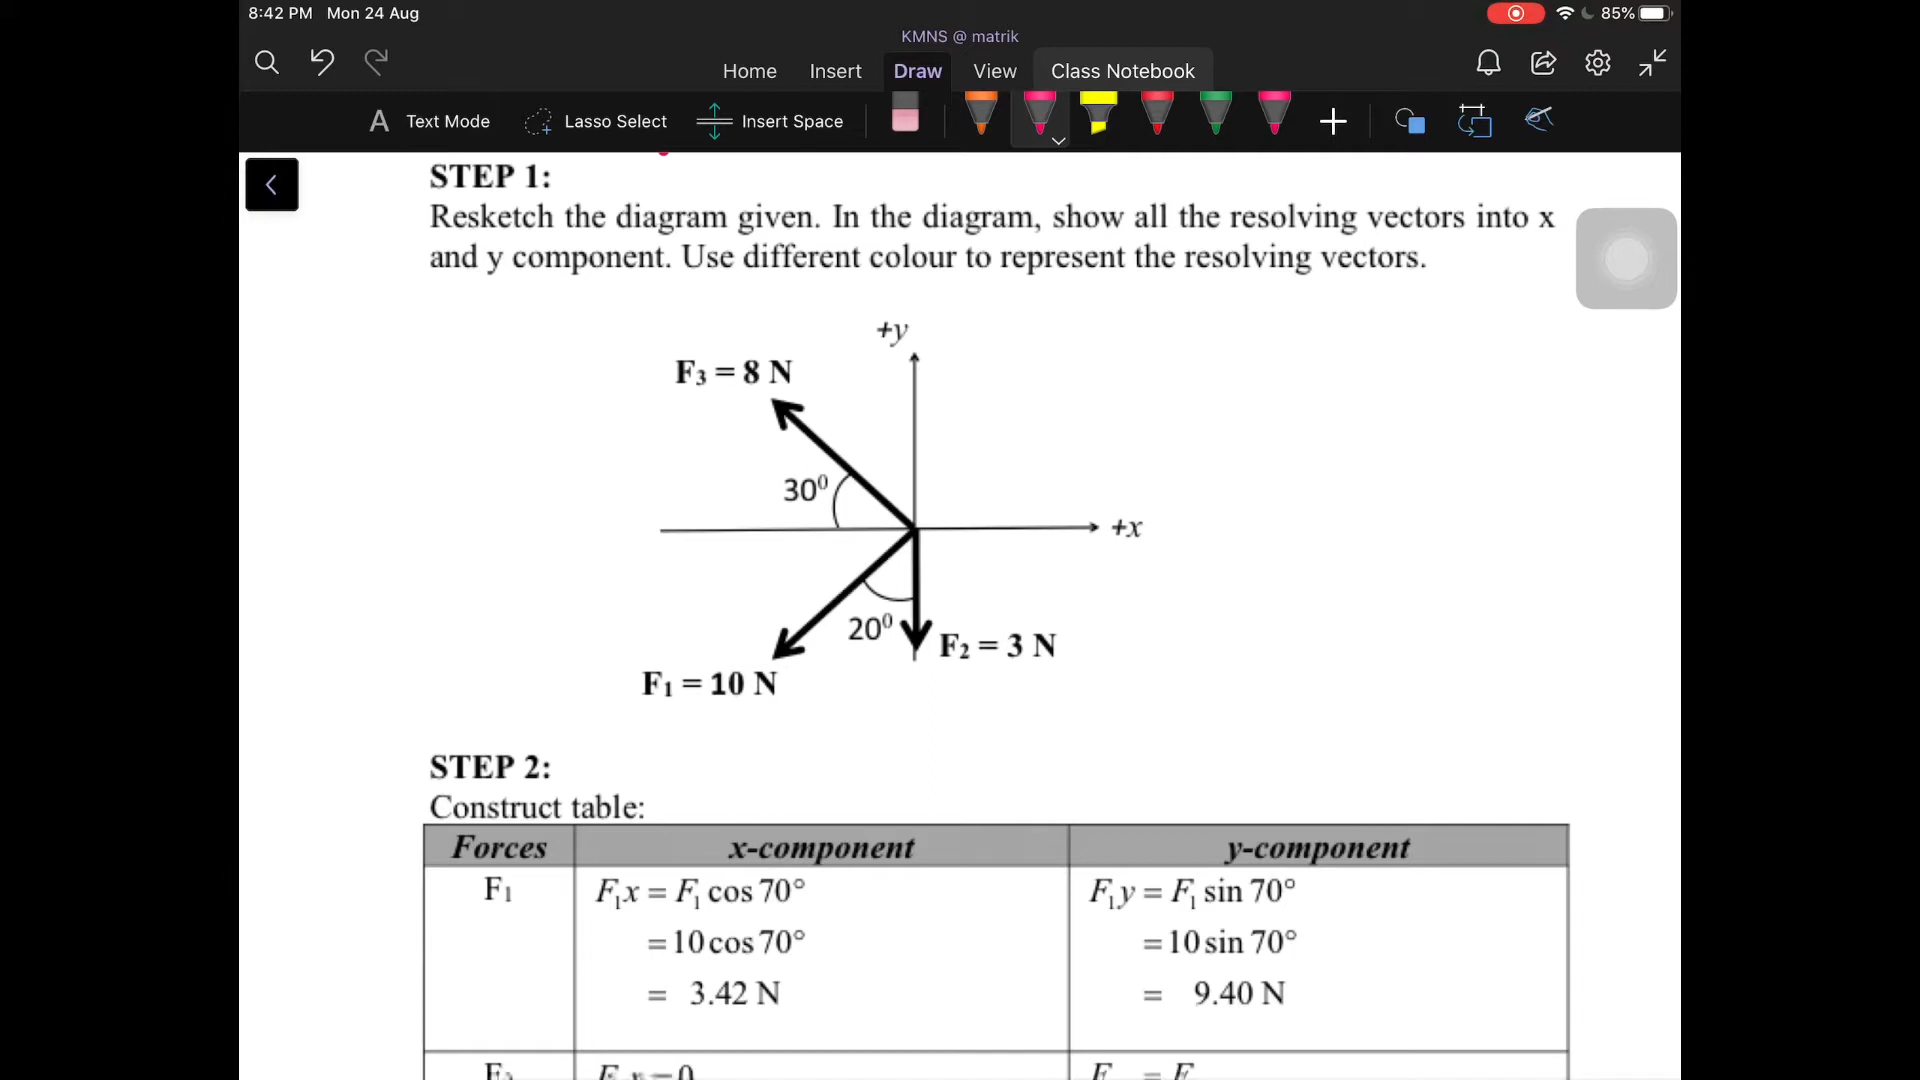 8:42 PM Mon 24 Aug
85%
KMNS @ matrik
Home Insert Draw View Class Notebook
Text Mode Lasso Select Insert Space
STEP 1:
Resketch the diagram given. In the diagram, show all the resolving vectors into x
and y component. Use different colour to represent the resolving vectors.
+y
F₃ = 8 N
30⁰
+x
20⁰
F₂ = 3 N
F₁ = 10 N
STEP 2:
Construct table:
Forces x-component y-component
F₁ F₁x = F₁ cos 70° F₁y = F₁ sin 70°
= 10 cos 70° = 10 sin 70°
= 3.42 N = 9.40 N